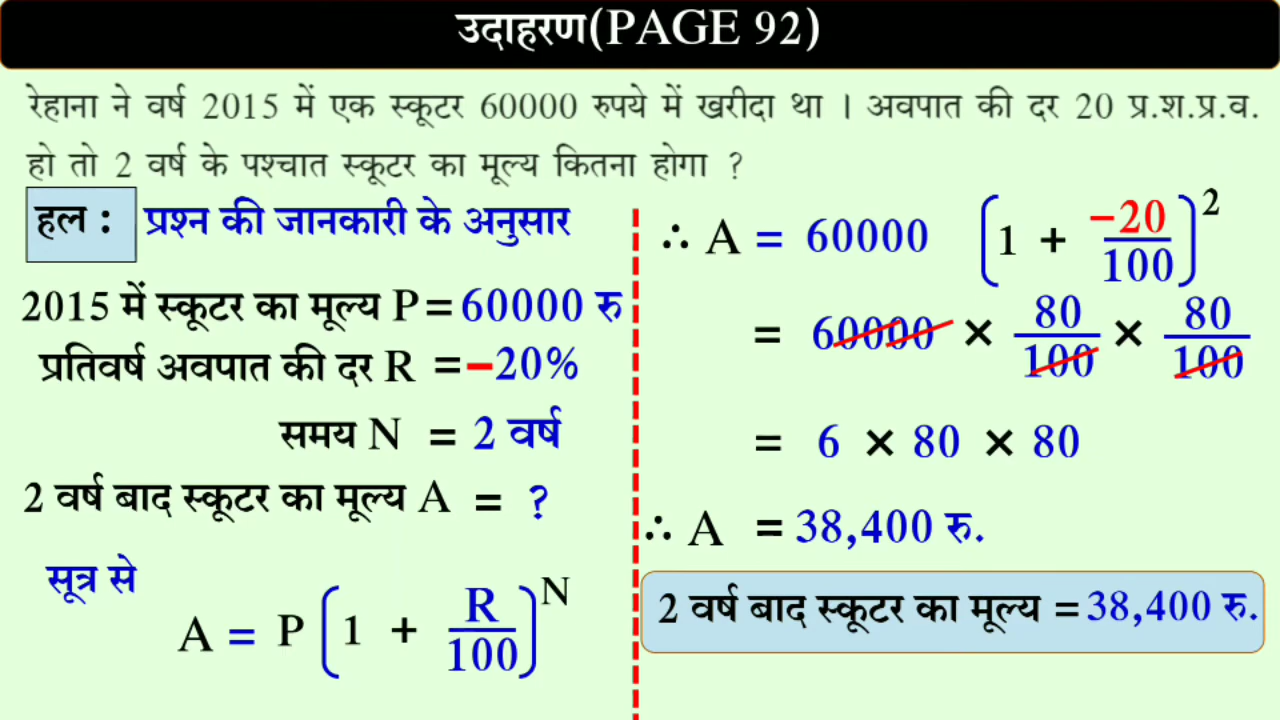 उदाहरण(PAGE 92)
रेहाना ने वर्ष 2015 में एक स्कूटर 60000 रुपये में खरीदा था । अवपात की दर 20 प्र.श.प्र.व.
हो तो 2 वर्ष के पश्चात स्कूटर का मूल्य कितना होगा ?
हल : प्रश्न की जानकारी के अनुसार
2015 में स्कूटर का मूल्य P = 60000 रु
प्रतिवर्ष अवपात की दर R = -20%
समय N = 2 वर्ष
2 वर्ष बाद स्कूटर का मूल्य A = ?
सूत्र से
A = P (1 + R/100)^N
∴ A = 60000 (1 + -20/100)^2
= 60000 × 80/100 × 80/100
= 6 × 80 × 80
∴ A = 38,400 रु.
2 वर्ष बाद स्कूटर का मूल्य = 38,400 रु.